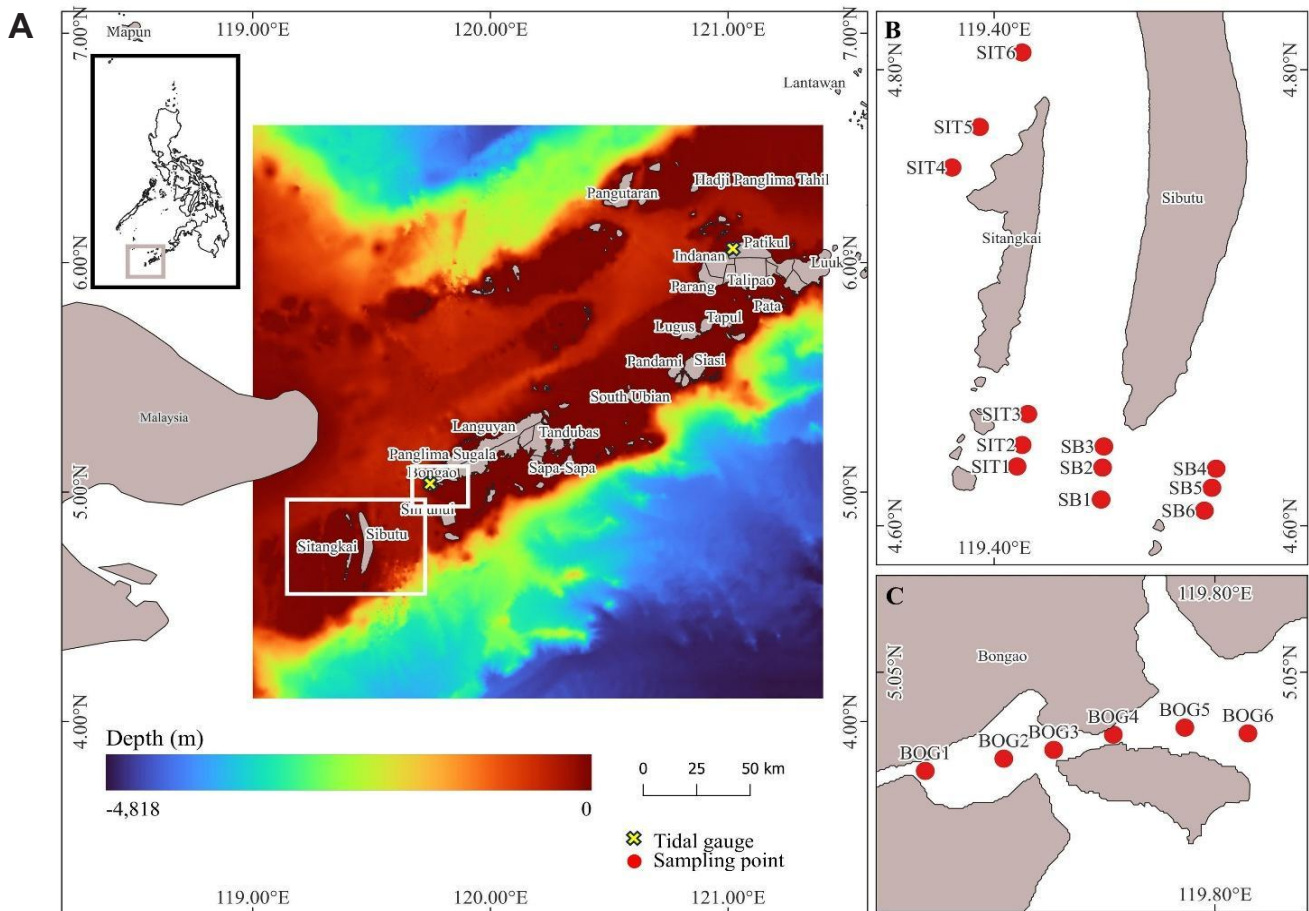 A
119.00°E
120.00°E
121.00°E
7.00°N
7.00°N
Mapun
Lantawan
Hadji Panglima Tahil
Pangutaran
Patikul
Indanan
Luuk
6.00°N
6.00°N
Talipao
Parang
Pata
Tapul
Lugus
Pandami
Siasi
South Ubian
Malaysia
Languyan
Tandubas
Panglima Sugala
Bongao
Sapa-Sapa
5.00°N
5.00°N
Simunul
Sibutu
Sitangkai
4.00°N
4.00°N
Depth (m)
-4,818
0
0
25
50 km
Tidal gauge
Sampling point
119.00°E
120.00°E
121.00°E
B
119.40°E
SIT6
4.80°N
4.80°N
SIT5
SIT4
Sibutu
Sitangkai
SIT3
SIT2
SB3
SIT1
SB2
SB4
SB5
SB1
SB6
4.60°N
4.60°N
119.40°E
C
119.80°E
5.05°N
5.05°N
Bongao
BOG4
BOG5
BOG6
BOG3
BOG2
BOG1
119.80°E